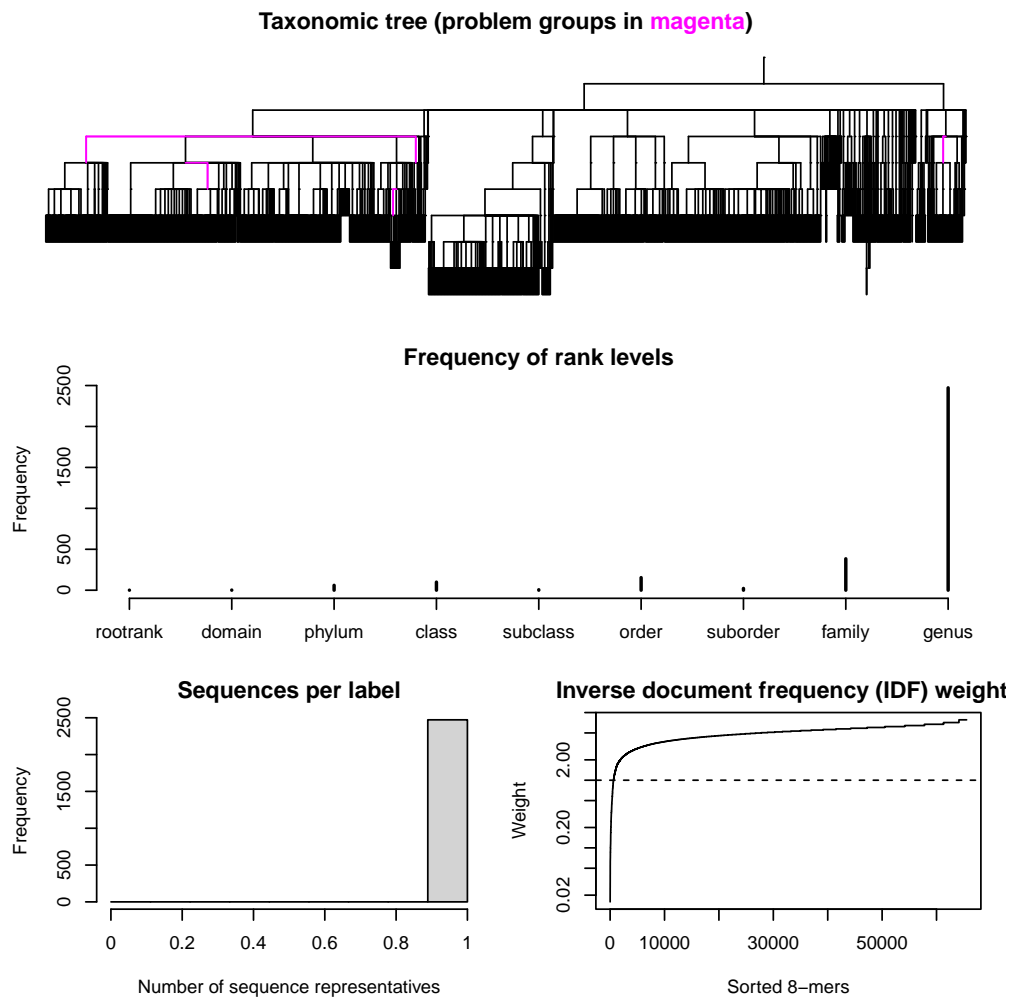 Taxonomic tree (problem groups in magenta)
Frequency of rank levels
Frequency
2500
1500
500
0
rootrank domain phylum class subclass order suborder family genus
Sequences per label
Frequency
2500
1500
500
0
0 0.2 0.4 0.6 0.8 1
Number of sequence representatives
Inverse document frequency (IDF) weight
Weight
2.00
0.20
0.02
0 10000 30000 50000
Sorted 8−mers